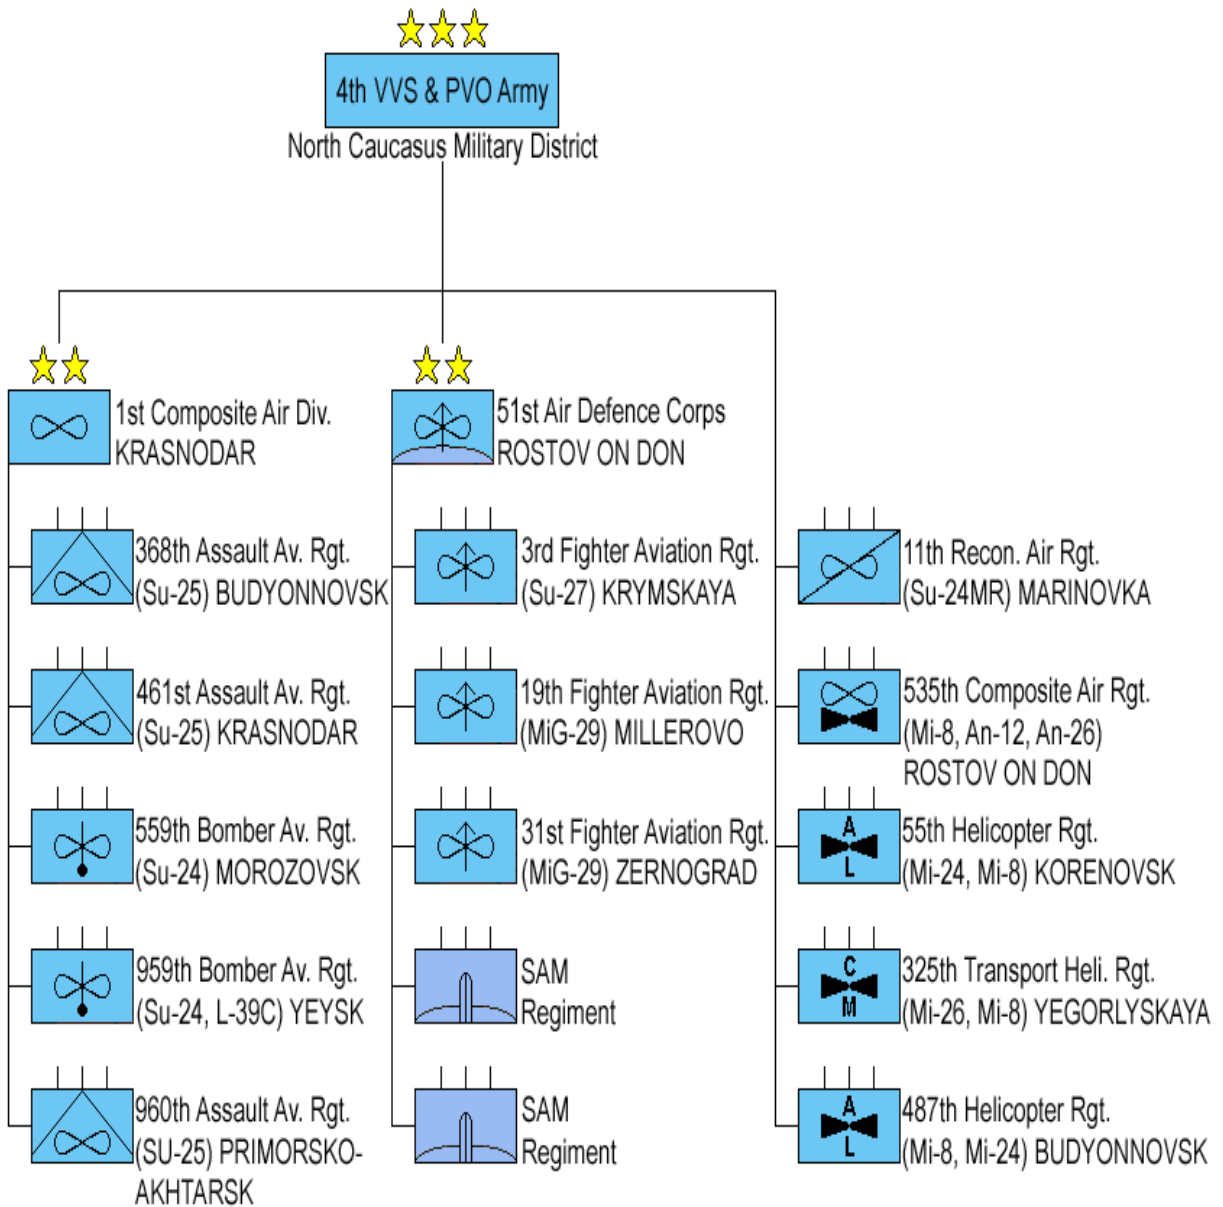 4th VVS & PVO Army
North Caucasus Military District
1st Composite Air Div.
KRASNODAR
368th Assault Av. Rgt.
(Su-25) BUDYONNOVSK
461st Assault Av. Rgt.
(Su-25) KRASNODAR
559th Bomber Av. Rgt.
(Su-24) MOROZOVSK
959th Bomber Av. Rgt.
(Su-24, L-39C) YEYSK
960th Assault Av. Rgt.
(SU-25) PRIMORSKO-
AKHTARSK
51st Air Defence Corps
ROSTOV ON DON
3rd Fighter Aviation Rgt.
(Su-27) KRYMSKAYA
19th Fighter Aviation Rgt.
(MiG-29) MILLEROVO
31st Fighter Aviation Rgt.
(MiG-29) ZERNOGRAD
SAM
Regiment
SAM
Regiment
11th Recon. Air Rgt.
(Su-24MR) MARINOVKA
535th Composite Air Rgt.
(Mi-8, An-12, An-26)
ROSTOV ON DON
A
L
55th Helicopter Rgt.
(Mi-24, Mi-8) KORENOVSK
C
M
325th Transport Heli. Rgt.
(Mi-26, Mi-8) YEGORLYSKAYA
A
L
487th Helicopter Rgt.
(Mi-8, Mi-24) BUDYONNOVSK